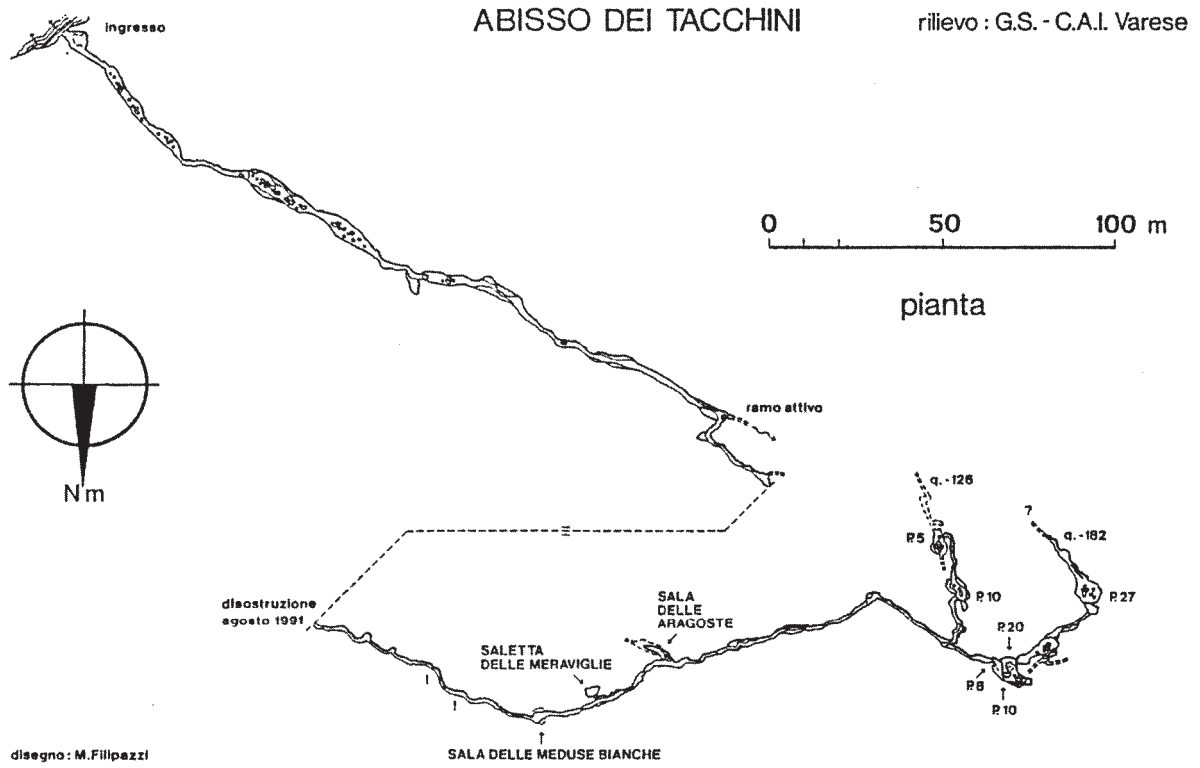 ABISSO DEI TACCHINI
rilievo : G.S. - C.A.I. Varese
ingresso
0 50 100 m
pianta
N m
ramo attivo
q.-126
?
q.-182
P.5
P.10
P.27
P.20
P.8
P.10
disostruzione
agosto 1991
SALA
DELLE
ARAGOSTE
SALETTA
DELLE MERAVIGLIE
!
!
SALA DELLE MEDUSE BIANCHE
disegno : M.Filipazzi